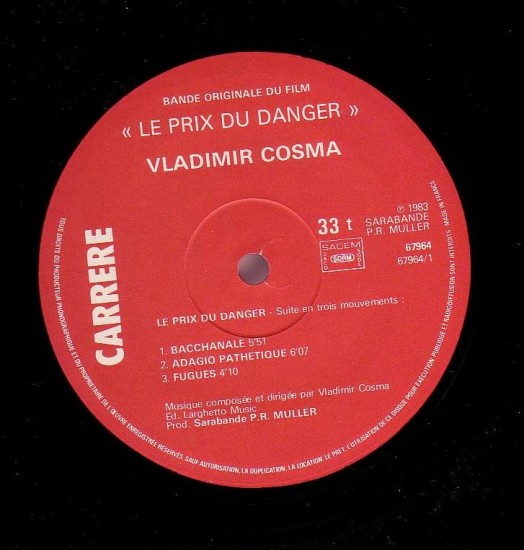 BANDE ORIGINALE DU FILM
« LE PRIX DU DANGER »
VLADIMIR COSMA
CARRERE
33 t
SACEM
SDRM
℗ 1983
SARABANDE
P.R. MULLER
67964
67964/1
LE PRIX DU DANGER - Suite en trois mouvements :
1. BACCHANALE 5'51
2. ADAGIO PATHETIQUE 6'07
3. FUGUES 4'10
Musique composée et dirigée par Vladimir Cosma
Ed. Larghetto Music
Prod. Sarabande P.R. MULLER
TOUS DROITS DU PRODUCTEUR PHONOGRAPHIQUE ET DU PROPRIETAIRE DE L'ŒUVRE ENREGISTRÉE RÉSERVÉS. SAUF AUTORISATION, LA DUPLICATION, LA LOCATION, LE PRET, L'UTILISATION DE CE DISQUE POUR EXÉCUTION PUBLIQUE ET RADIODIFFUSION SONT INTERDITS. MADE IN FRANCE.